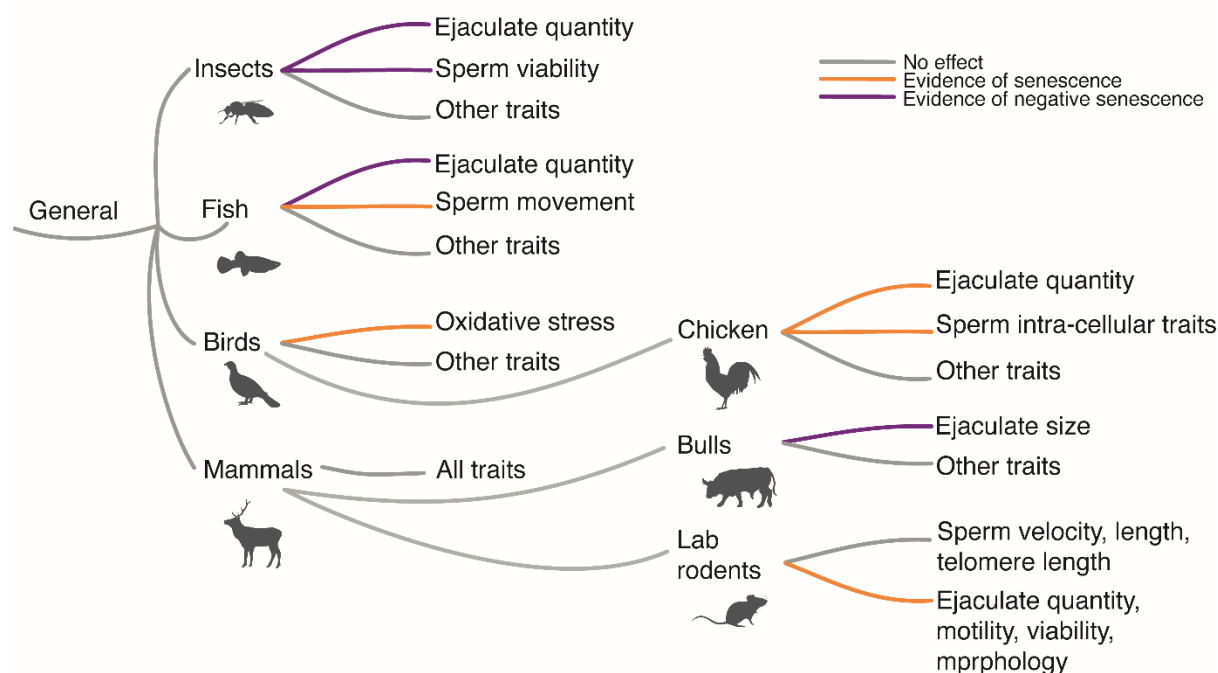 Ejaculate quantity
Insects
Sperm viability
Other traits
No effect
Evidence of senescence
Evidence of negative senescence
General
Ejaculate quantity
Fish
Sperm movement
Other traits
Birds
Oxidative stress
Other traits
Chicken
Ejaculate quantity
Sperm intra-cellular traits
Other traits
Mammals
All traits
Bulls
Ejaculate size
Other traits
Lab
rodents
Sperm velocity, length,
telomere length
Ejaculate quantity,
motility, viability,
mprphology